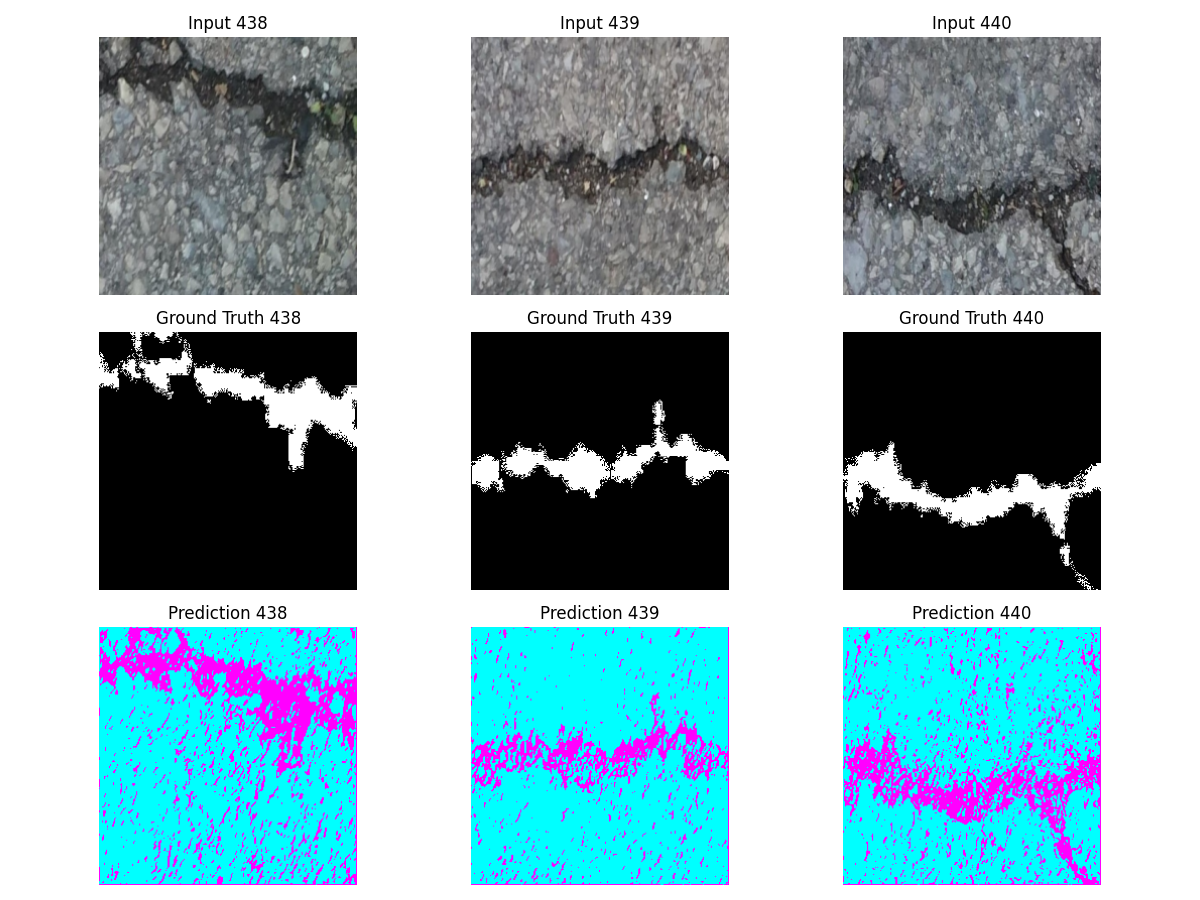 Input 438
Input 439
Input 440
Ground Truth 438
Ground Truth 439
Ground Truth 440
Prediction 438
Prediction 439
Prediction 440